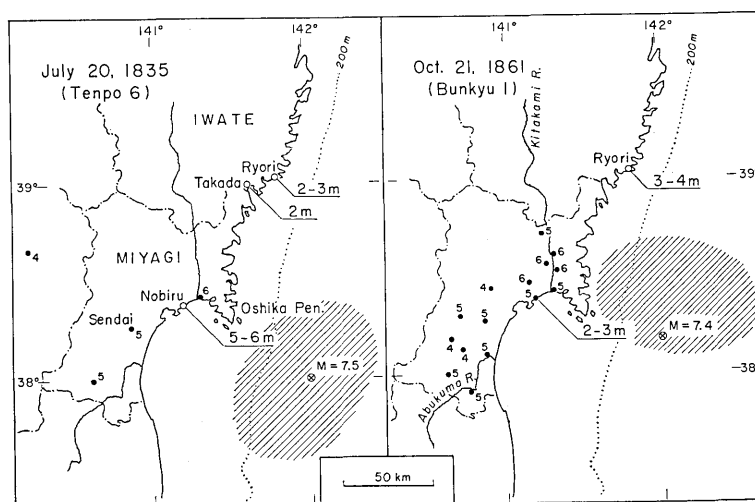 141°
142°
July 20, 1835
(Tenpo 6)
200m
IWATE
Ryori
Takada
39°
2-3m
2m
4
MIYAGI
6
Nobiru
Oshika Pen.
Sendai
5
5-6m
M=7.5
5
38°
141°
142°
Oct. 21, 1861
(Bunkyu 1)
Kitakami R.
200m
Ryori
39°
3-4m
5
6
6
6
6
4
5
5
5
5
2-3m
M=7.4
4
4
5
5
38°
Abukuma R.
5
50 km